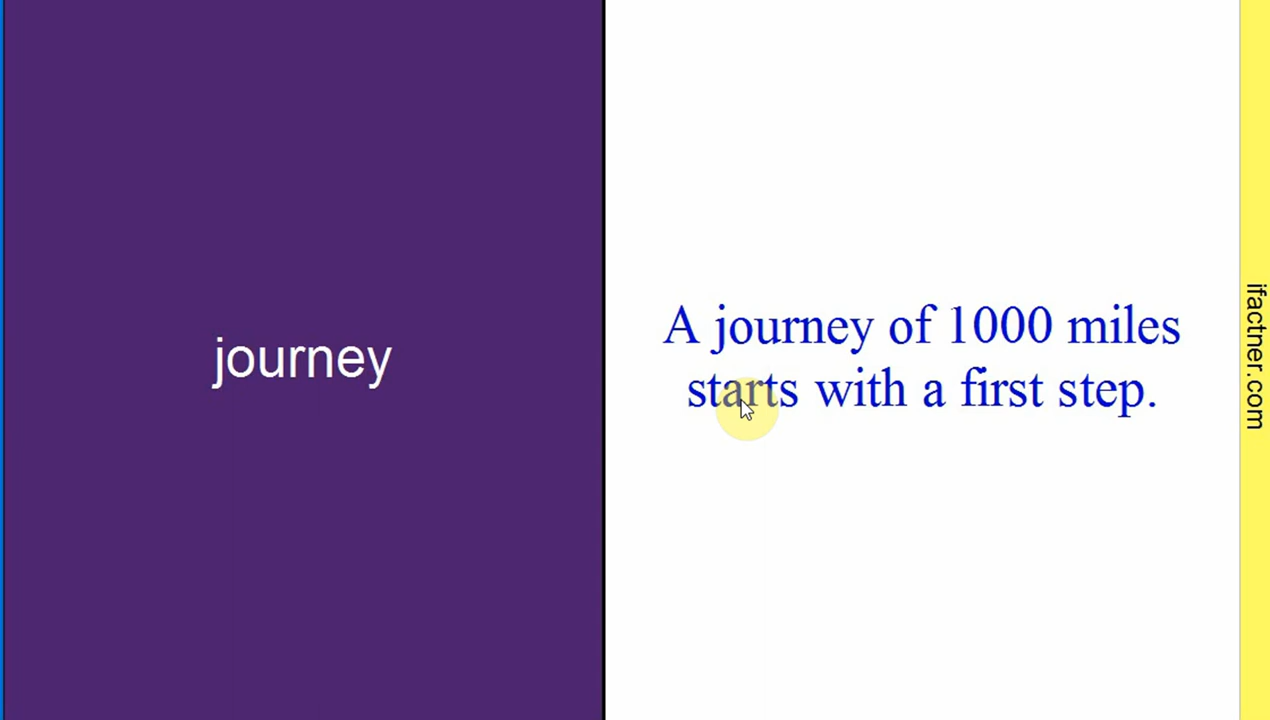 journey
A journey of 1000 miles
starts with a first step.
ifactner.com